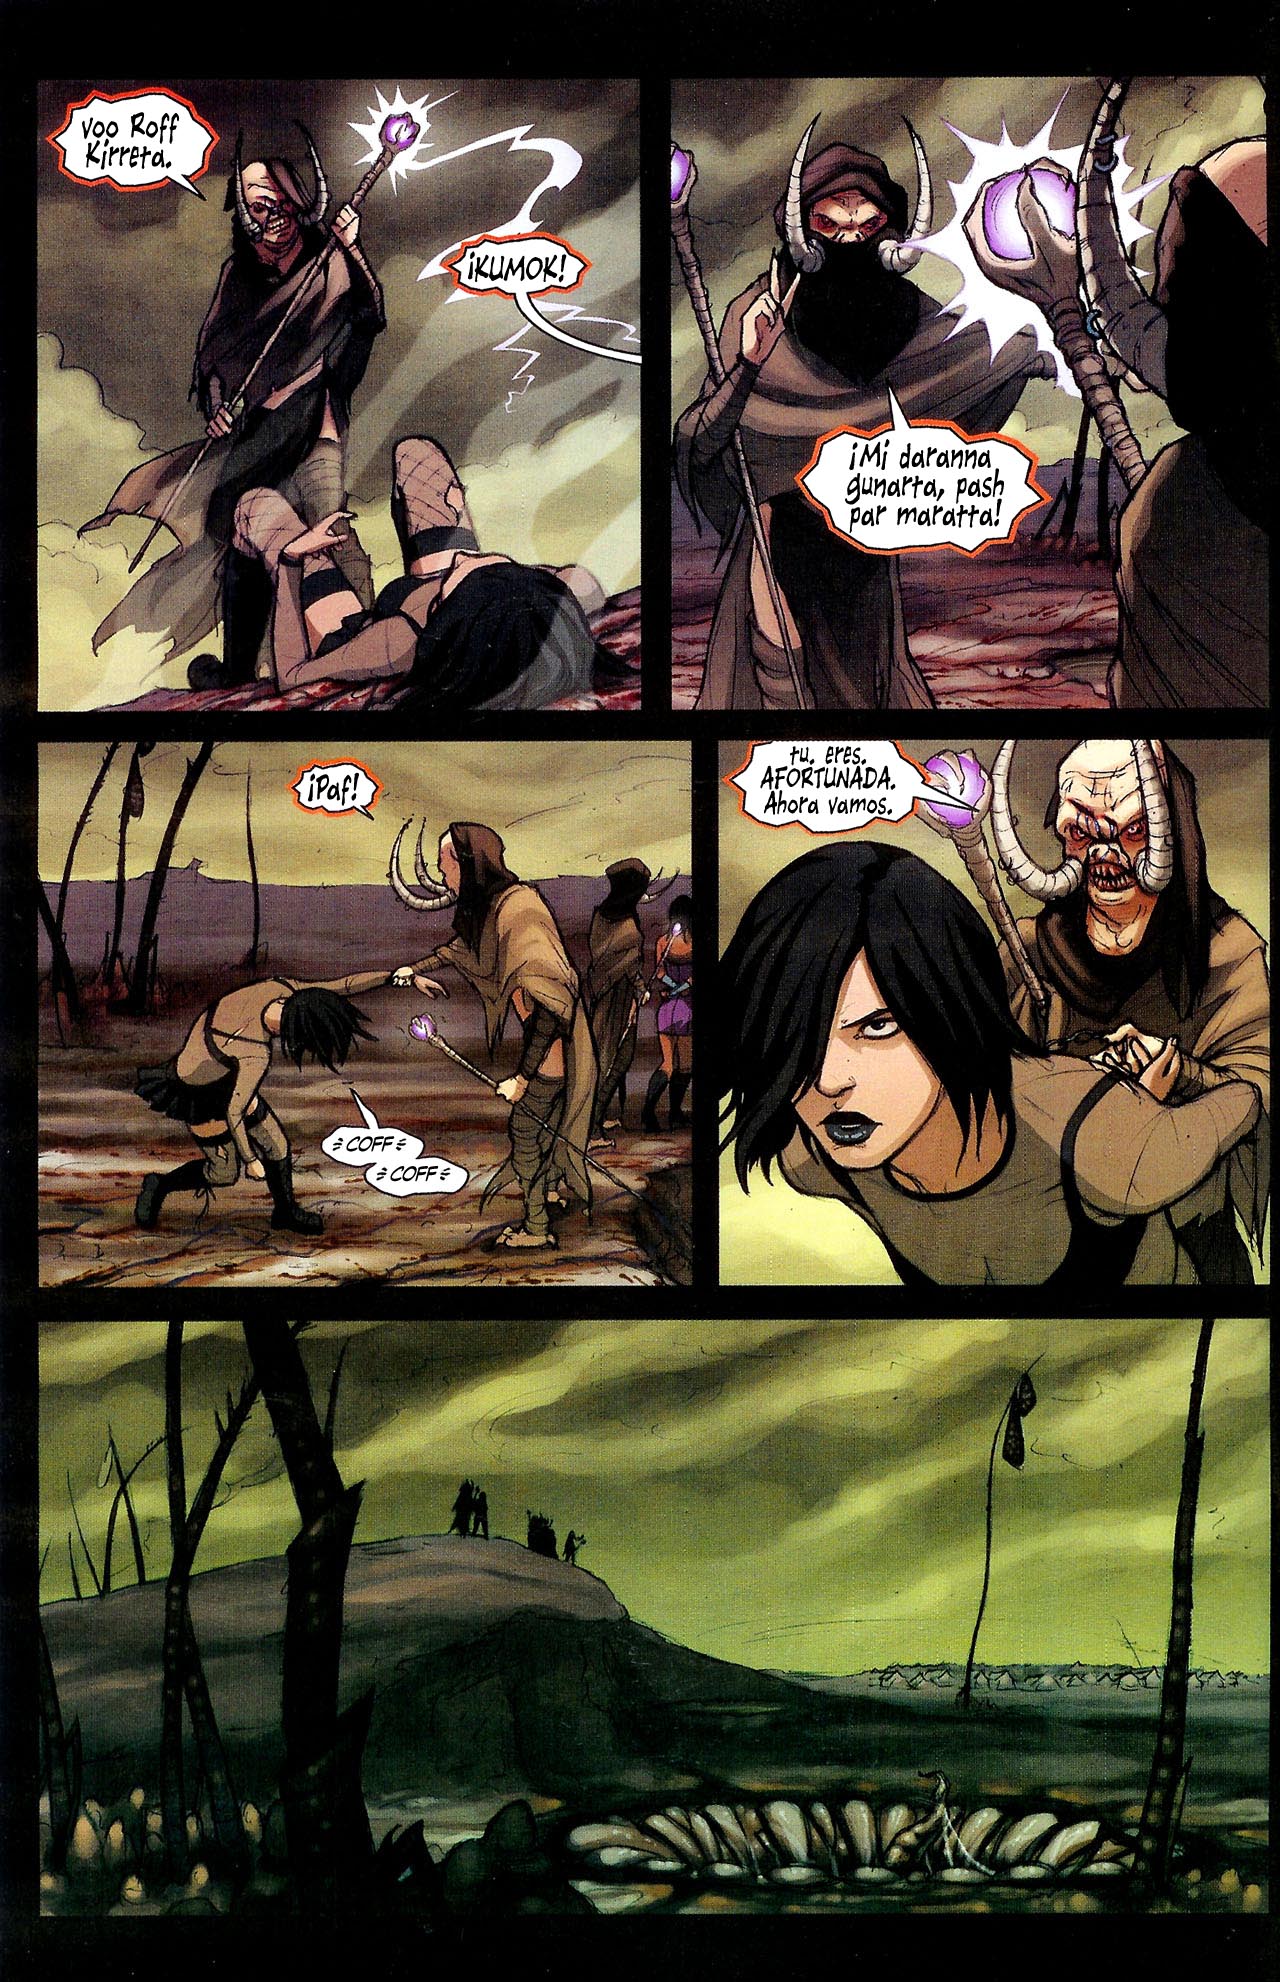 voo Roff
Kirreta.
¡KUMOK!
¡Mi daranna
gunarta, pash
par maratta!
¡Paf!
COFF
COFF
tu. eres.
AFORTUNADA.
Ahora vamos.